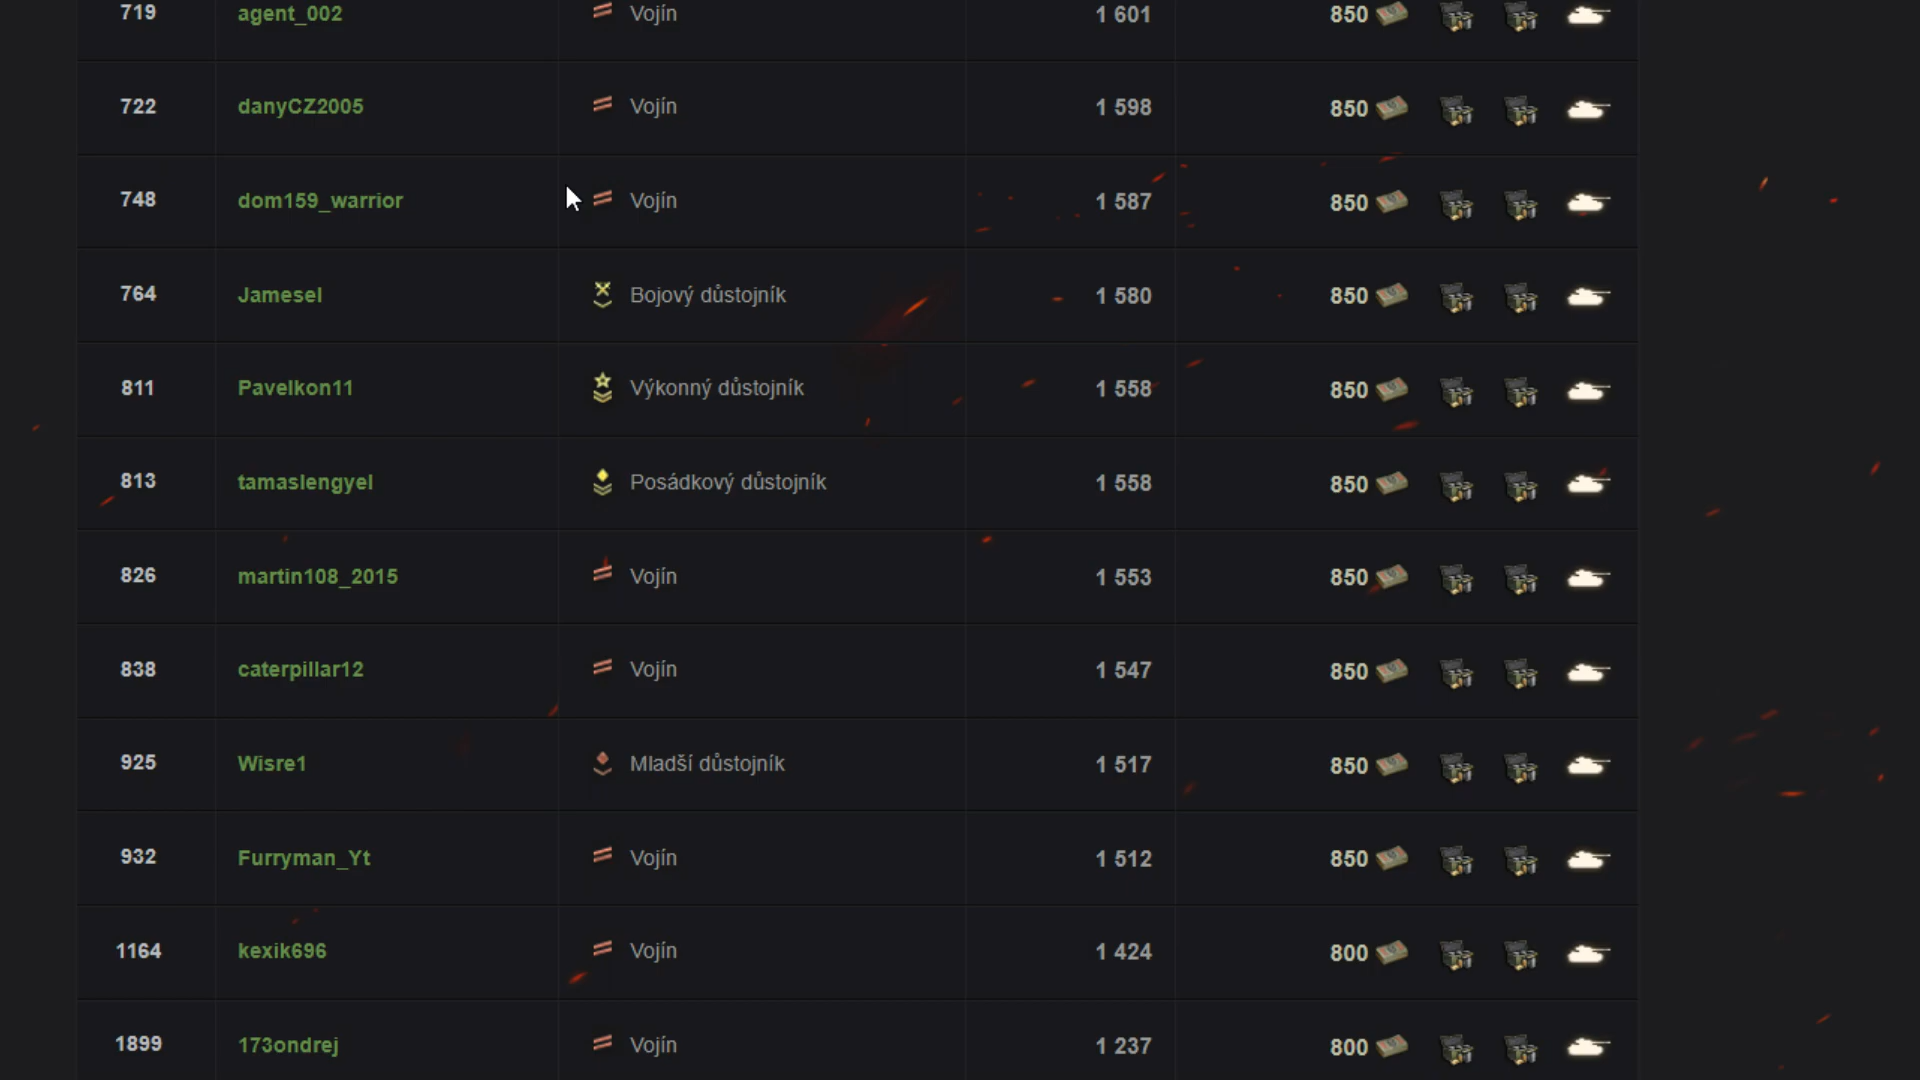 719 agent_002 Vojín 1 601 850
722 danyCZ2005 Vojín 1 598 850
748 dom159_warrior Vojín 1 587 850
764 Jamesel Bojový důstojník 1 580 850
811 Pavelkon11 Výkonný důstojník 1 558 850
813 tamaslengyel Posádkový důstojník 1 558 850
826 martin108_2015 Vojín 1 553 850
838 caterpillar12 Vojín 1 547 850
925 Wisre1 Mladší důstojník 1 517 850
932 Furryman_Yt Vojín 1 512 850
1164 kexik696 Vojín 1 424 800
1899 173ondrej Vojín 1 237 800